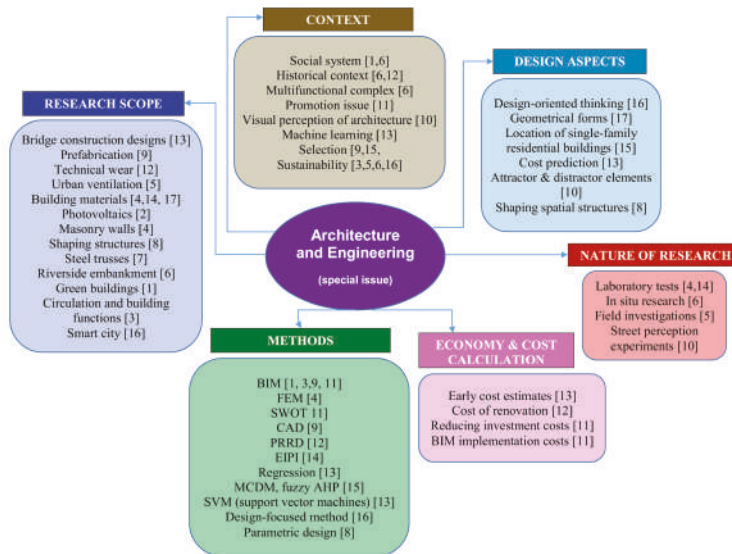 CONTEXT
Social system [1,6]
Historical context [6,12]
Multifunctional complex [6]
Promotion issue [11]
Visual perception of architecture [10]
Machine learning [13]
Selection [9,15,
Sustainability [3,5,6,16]
DESIGN ASPECTS
Design-oriented thinking [16]
Geometrical forms [17]
Location of single-family
residential buildings [15]
Cost prediction [13]
Attractor & distractor elements
[10]
Shaping spatial structures [8]
RESEARCH SCOPE
Bridge construction designs [13]
Prefabrication [9]
Technical wear [12]
Urban ventilation [5]
Building materials [4,14, 17]
Photovoltaics [2]
Masonry walls [4]
Shaping structures [8]
Steel trusses [7]
Riverside embankment [6]
Green buildings [1]
Circulation and building
functions [3]
Smart city [16]
Architecture
and Engineering
(special issue)
NATURE OF RESEARCH
Laboratory tests [4,14]
In situ research [6]
Field investigations [5]
Street perception
experiments [10]
METHODS
BIM [1, 3,9, 11]
FEM [4]
SWOT 11]
CAD [9]
PRRD [12]
EIPI [14]
Regression [13]
MCDM, fuzzy AHP [15]
SVM (support vector machines) [13]
Design-focused method [16]
Parametric design [8]
ECONOMY & COST
CALCULATION
Early cost estimates [13]
Cost of renovation [12]
Reducing investment costs [11]
BIM implementation costs [11]